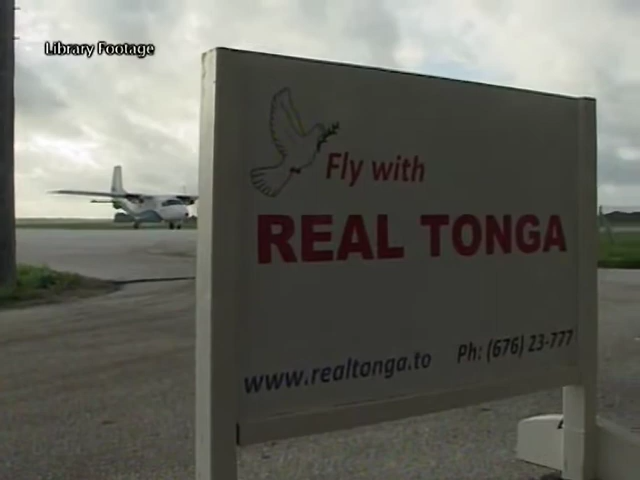 Library Footage
Fly with
REAL TONGA
www.realtonga.to Ph: (676) 23-777